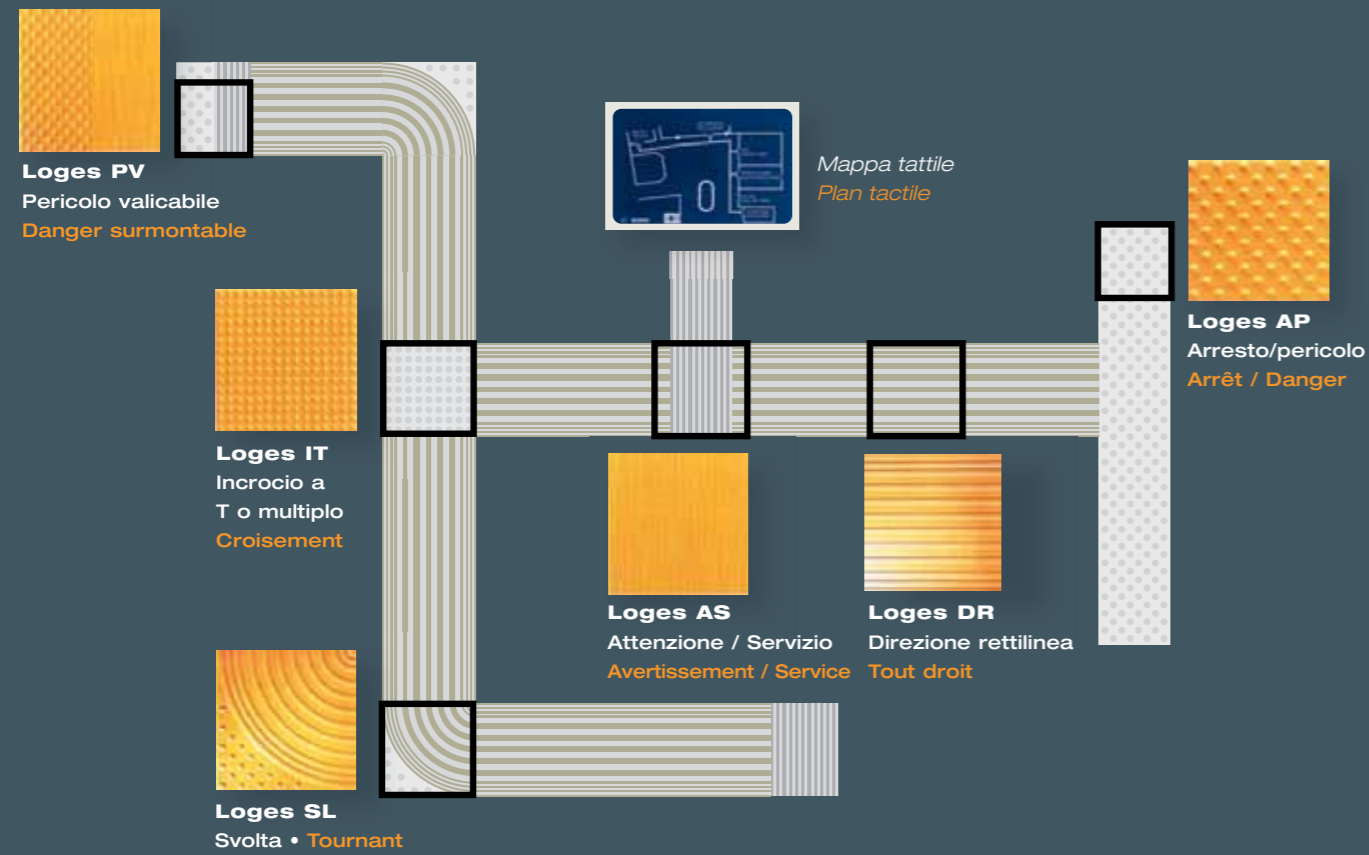 Loges PV
Pericolo valicabile
Danger surmontable
Mappa tattile
Plan tactile
Loges AP
Arresto/pericolo
Arrêt / Danger
Loges IT
Incrocio a
T o multiplo
Croisement
Loges AS
Attenzione / Servizio
Avertissement / Service
Loges DR
Direzione rettilinea
Tout droit
Loges SL
Svolta • Tournant